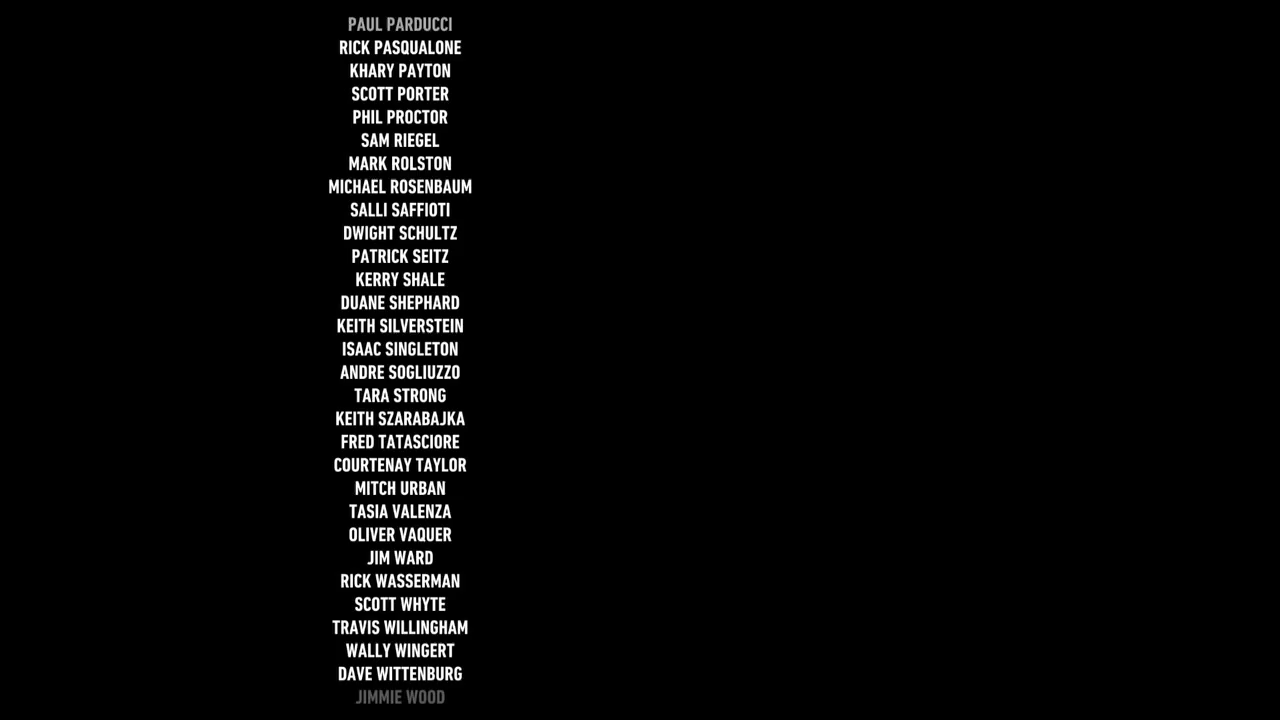 PAUL PARDUCCI
RICK PASQUALONE
KHARY PAYTON
SCOTT PORTER
PHIL PROCTOR
SAM RIEGEL
MARK ROLSTON
MICHAEL ROSENBAUM
SALLI SAFFIOTI
DWIGHT SCHULTZ
PATRICK SEITZ
KERRY SHALE
DUANE SHEPHARD
KEITH SILVERSTEIN
ISAAC SINGLETON
ANDRE SOGLIUZZO
TARA STRONG
KEITH SZARABAJKA
FRED TATASCIORE
COURTENAY TAYLOR
MITCH URBAN
TASIA VALENZA
OLIVER VAQUER
JIM WARD
RICK WASSERMAN
SCOTT WHYTE
TRAVIS WILLINGHAM
WALLY WINGERT
DAVE WITTENBURG
JIMMIE WOOD